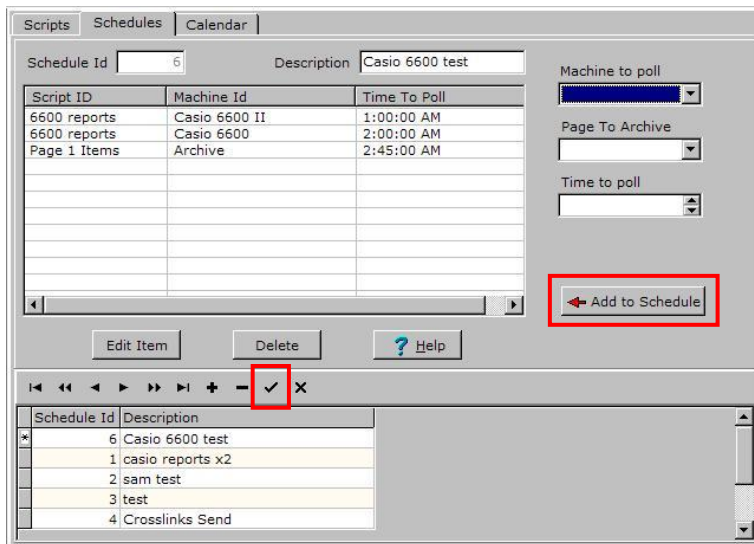 Scripts Schedules Calendar
Schedule Id 6 Description Casio 6600 test
Machine to poll
Script ID Machine Id Time To Poll
6600 reports Casio 6600 II 1:00:00 AM
6600 reports Casio 6600 2:00:00 AM
Page 1 Items Archive 2:45:00 AM
Page To Archive
Time to poll
Add to Schedule
Edit Item Delete ? Help
Schedule Id Description
* 6 Casio 6600 test
1 casio reports x2
2 sam test
3 test
4 Crosslinks Send